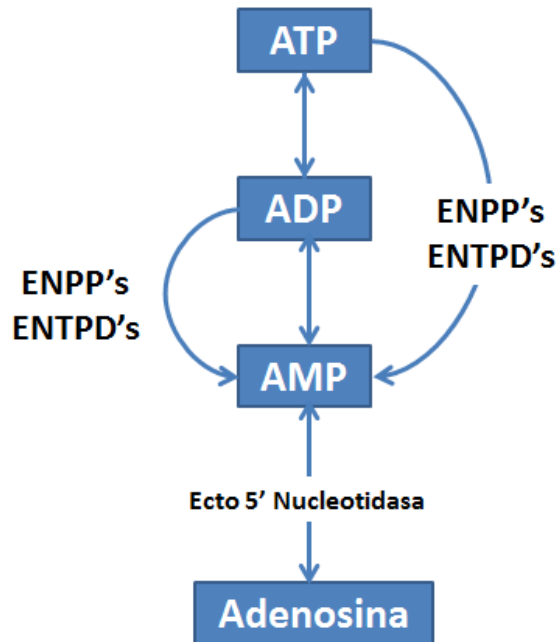 ATP
ENPP's
ENTPD's
ADP
ENPP's
ENTPD's
AMP
Ecto 5' Nucleotidasa
Adenosina